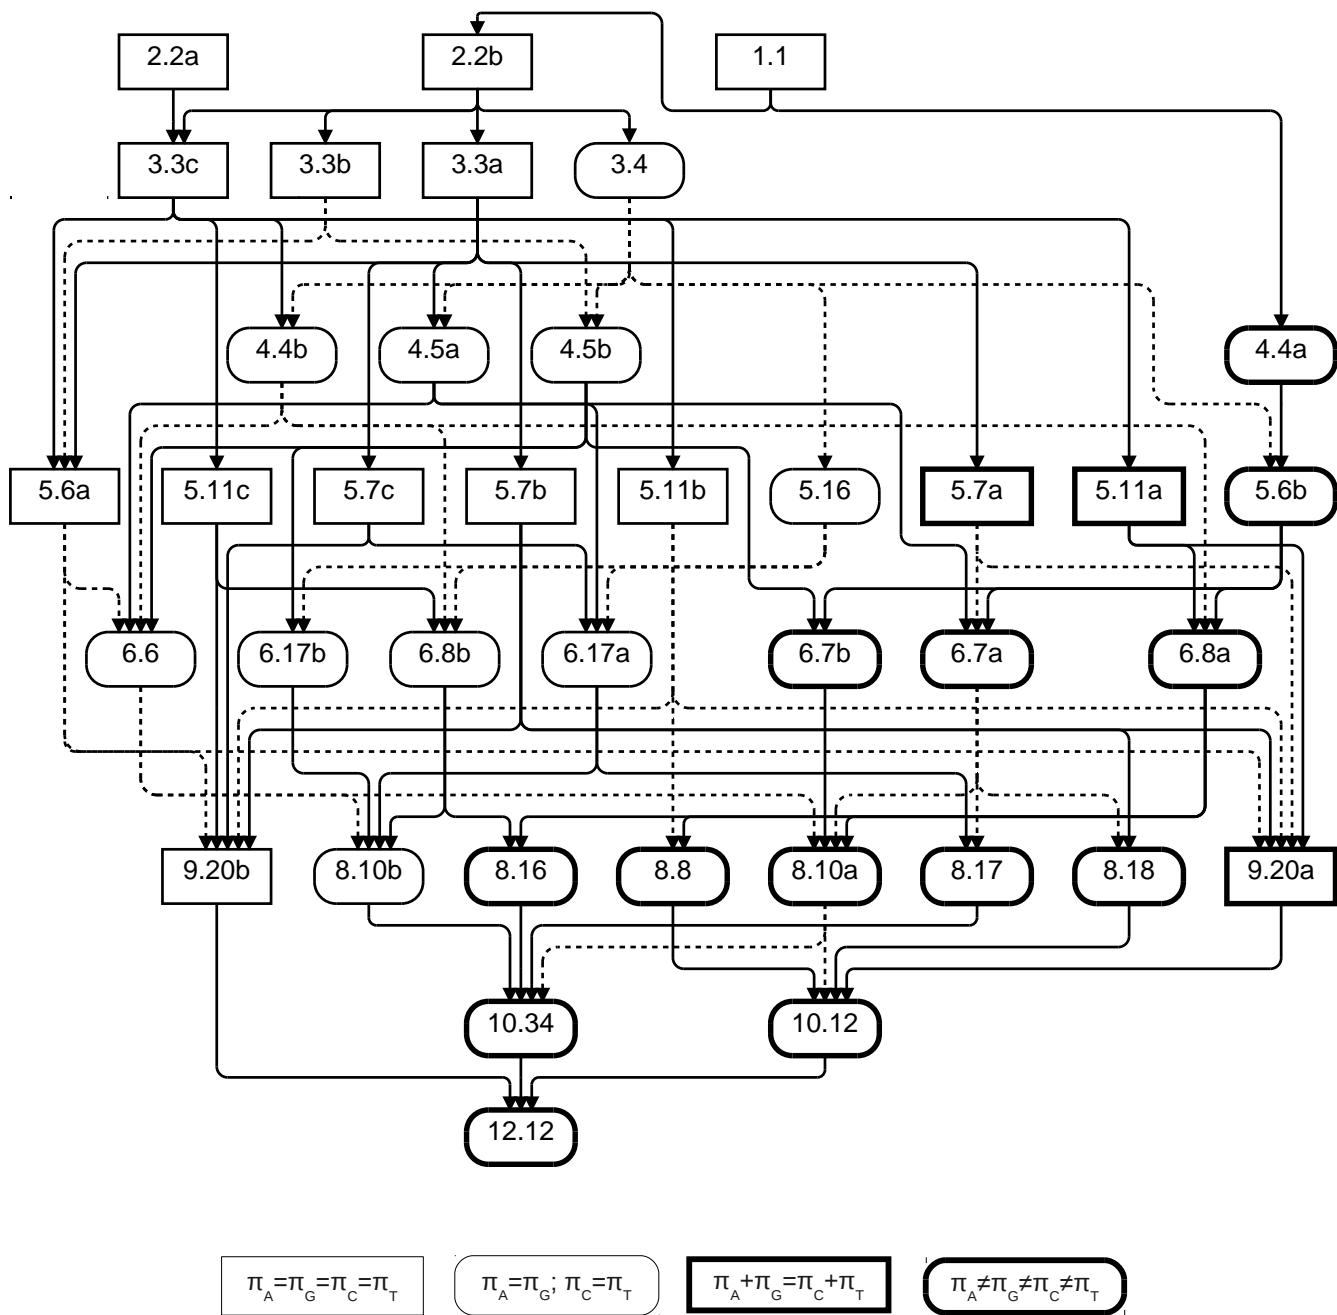 2.2a 2.2b 1.1
3.3c 3.3b 3.3a 3.4
4.4b 4.5a 4.5b 4.4a
5.6a 5.11c 5.7c 5.7b 5.11b 5.16 5.7a 5.11a 5.6b
6.6 6.17b 6.8b 6.17a 6.7b 6.7a 6.8a
9.20b 8.10b 8.16 8.8 8.10a 8.17 8.18 9.20a
10.34 10.12
12.12
π_A=π_G=π_C=π_T π_A=π_G; π_C=π_T π_A+π_G=π_C+π_T π_A≠π_G≠π_C≠π_T